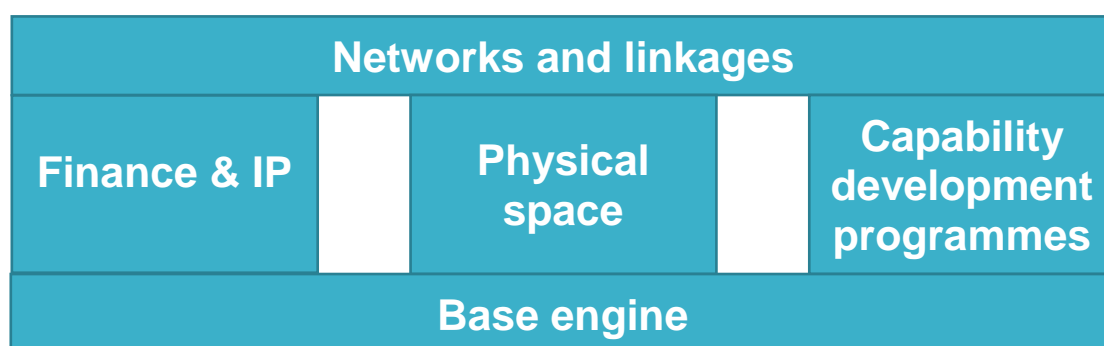 Networks and linkages
Finance & IP
Physical
space
Capability
development
programmes
Base engine